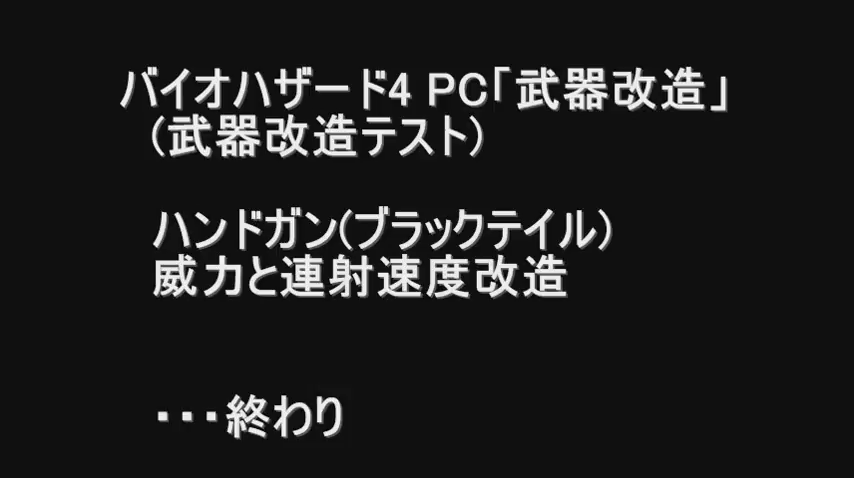 バイオハザード4 PC「武器改造」
(武器改造テスト)
ハンドガン(ブラックテイル)
威力と連射速度改造
・・・終わり